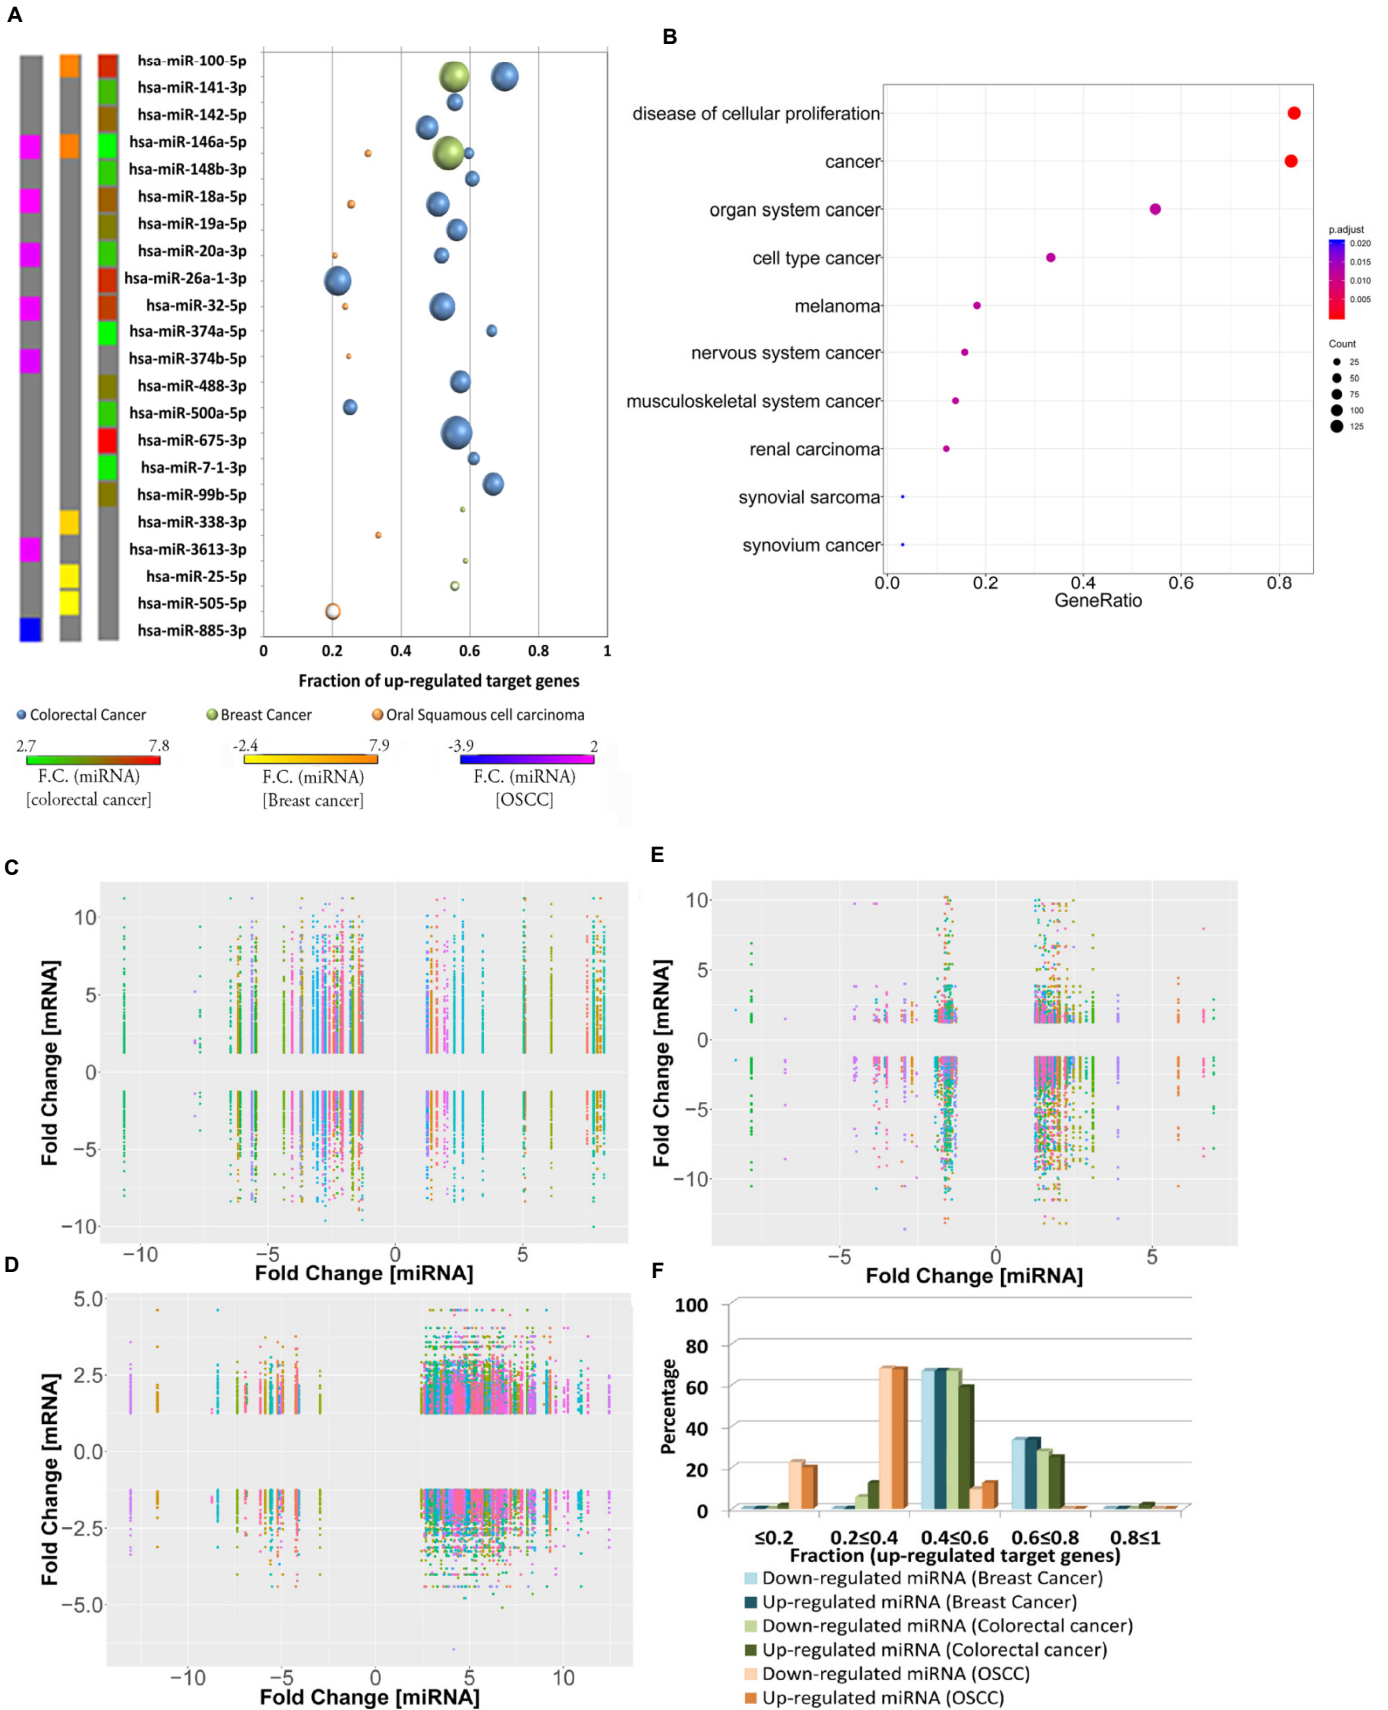 A
hsa-miR-100-5p
hsa-miR-141-3p
hsa-miR-142-5p
hsa-miR-146a-5p
hsa-miR-148b-3p
hsa-miR-18a-5p
hsa-miR-19a-5p
hsa-miR-20a-3p
hsa-miR-26a-1-3p
hsa-miR-32-5p
hsa-miR-374a-5p
hsa-miR-374b-5p
hsa-miR-488-3p
hsa-miR-500a-5p
hsa-miR-675-3p
hsa-miR-7-1-3p
hsa-miR-99b-5p
hsa-miR-338-3p
hsa-miR-3613-3p
hsa-miR-25-5p
hsa-miR-505-5p
hsa-miR-885-3p
0 0.2 0.4 0.6 0.8 1
Fraction of up-regulated target genes
Colorectal Cancer Breast Cancer Oral Squamous cell carcinoma
2.7 7.8
F.C. (miRNA)
[colorectal cancer]
-2.4 7.9
F.C. (miRNA)
[Breast cancer]
-3.9 2
F.C. (miRNA)
[OSCC]
B
disease of cellular proliferation
cancer
organ system cancer
cell type cancer
melanoma
nervous system cancer
musculoskeletal system cancer
renal carcinoma
synovial sarcoma
synovium cancer
0.0 0.2 0.4 0.6 0.8
GeneRatio
p.adjust
0.020
0.015
0.010
0.005
Count
25
50
75
100
125
C
Fold Change [mRNA]
10
5
0
−5
−10
−10 −5 0 5
Fold Change [miRNA]
D
Fold Change [mRNA]
5.0
2.5
0.0
−2.5
−5.0
−10 −5 0 5 10
Fold Change [miRNA]
E
Fold Change [mRNA]
10
5
0
−5
−10
−5 0 5
Fold Change [miRNA]
F
Percentage
100
80
60
40
20
0
≤0.2 0.2≤0.4 0.4≤0.6 0.6≤0.8 0.8≤1
Fraction (up-regulated target genes)
Down-regulated miRNA (Breast Cancer)
Up-regulated miRNA (Breast Cancer)
Down-regulated miRNA (Colorectal cancer)
Up-regulated miRNA (Colorectal cancer)
Down-regulated miRNA (OSCC)
Up-regulated miRNA (OSCC)